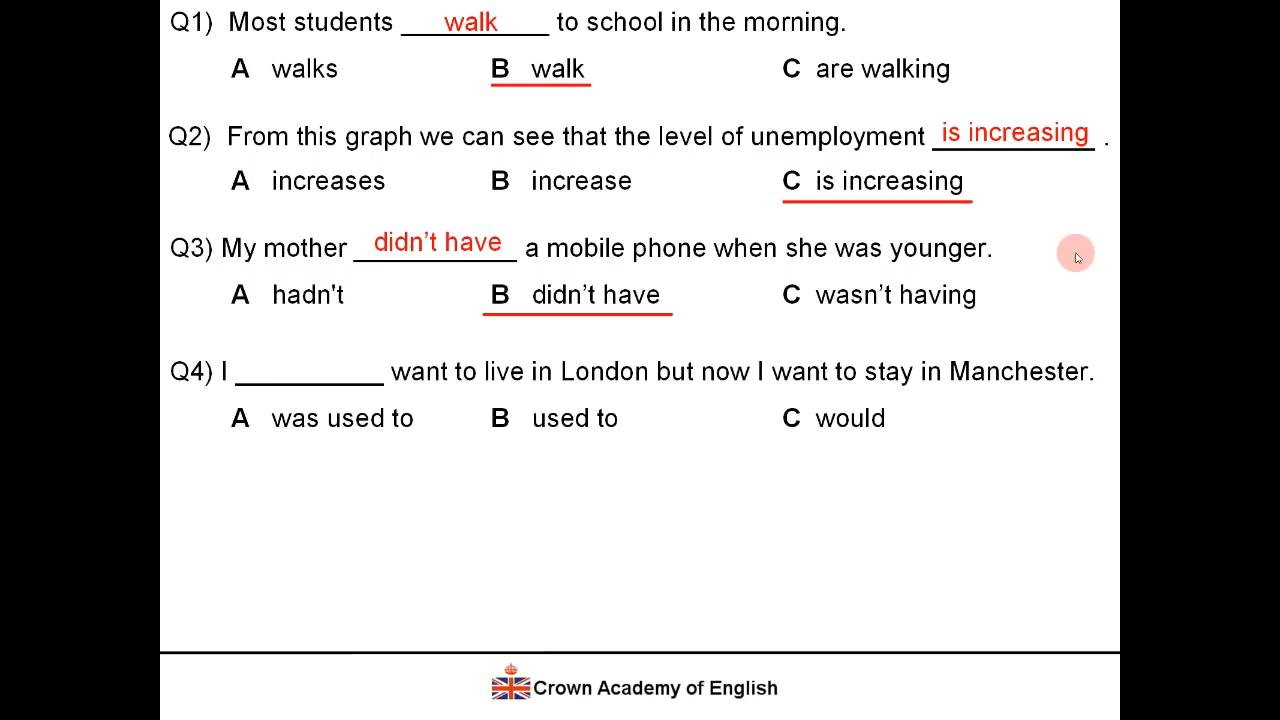 Q1) Most students walk to school in the morning.
A walks B walk C are walking
Q2) From this graph we can see that the level of unemployment is increasing .
A increases B increase C is increasing
Q3) My mother didn’t have a mobile phone when she was younger.
A hadn't B didn’t have C wasn’t having
Q4) I __________ want to live in London but now I want to stay in Manchester.
A was used to B used to C would
Crown Academy of English